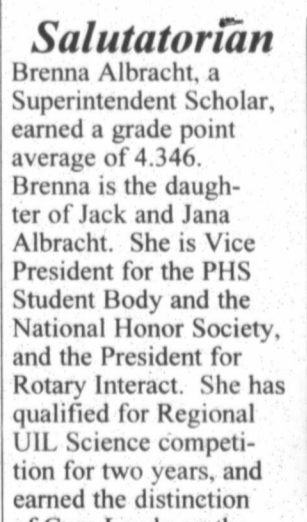 Salutatorian
Brenna Albracht, a
Superintendent Scholar,
earned a grade point
average of 4.346.
Brenna is the daugh-
ter of Jack and Jana
Albracht. She is Vice
President for the PHS
Student Body and the
National Honor Society,
and the President for
Rotary Interact. She has
qualified for Regional
UIL Science competi-
tion for two years, and
earned the distinction